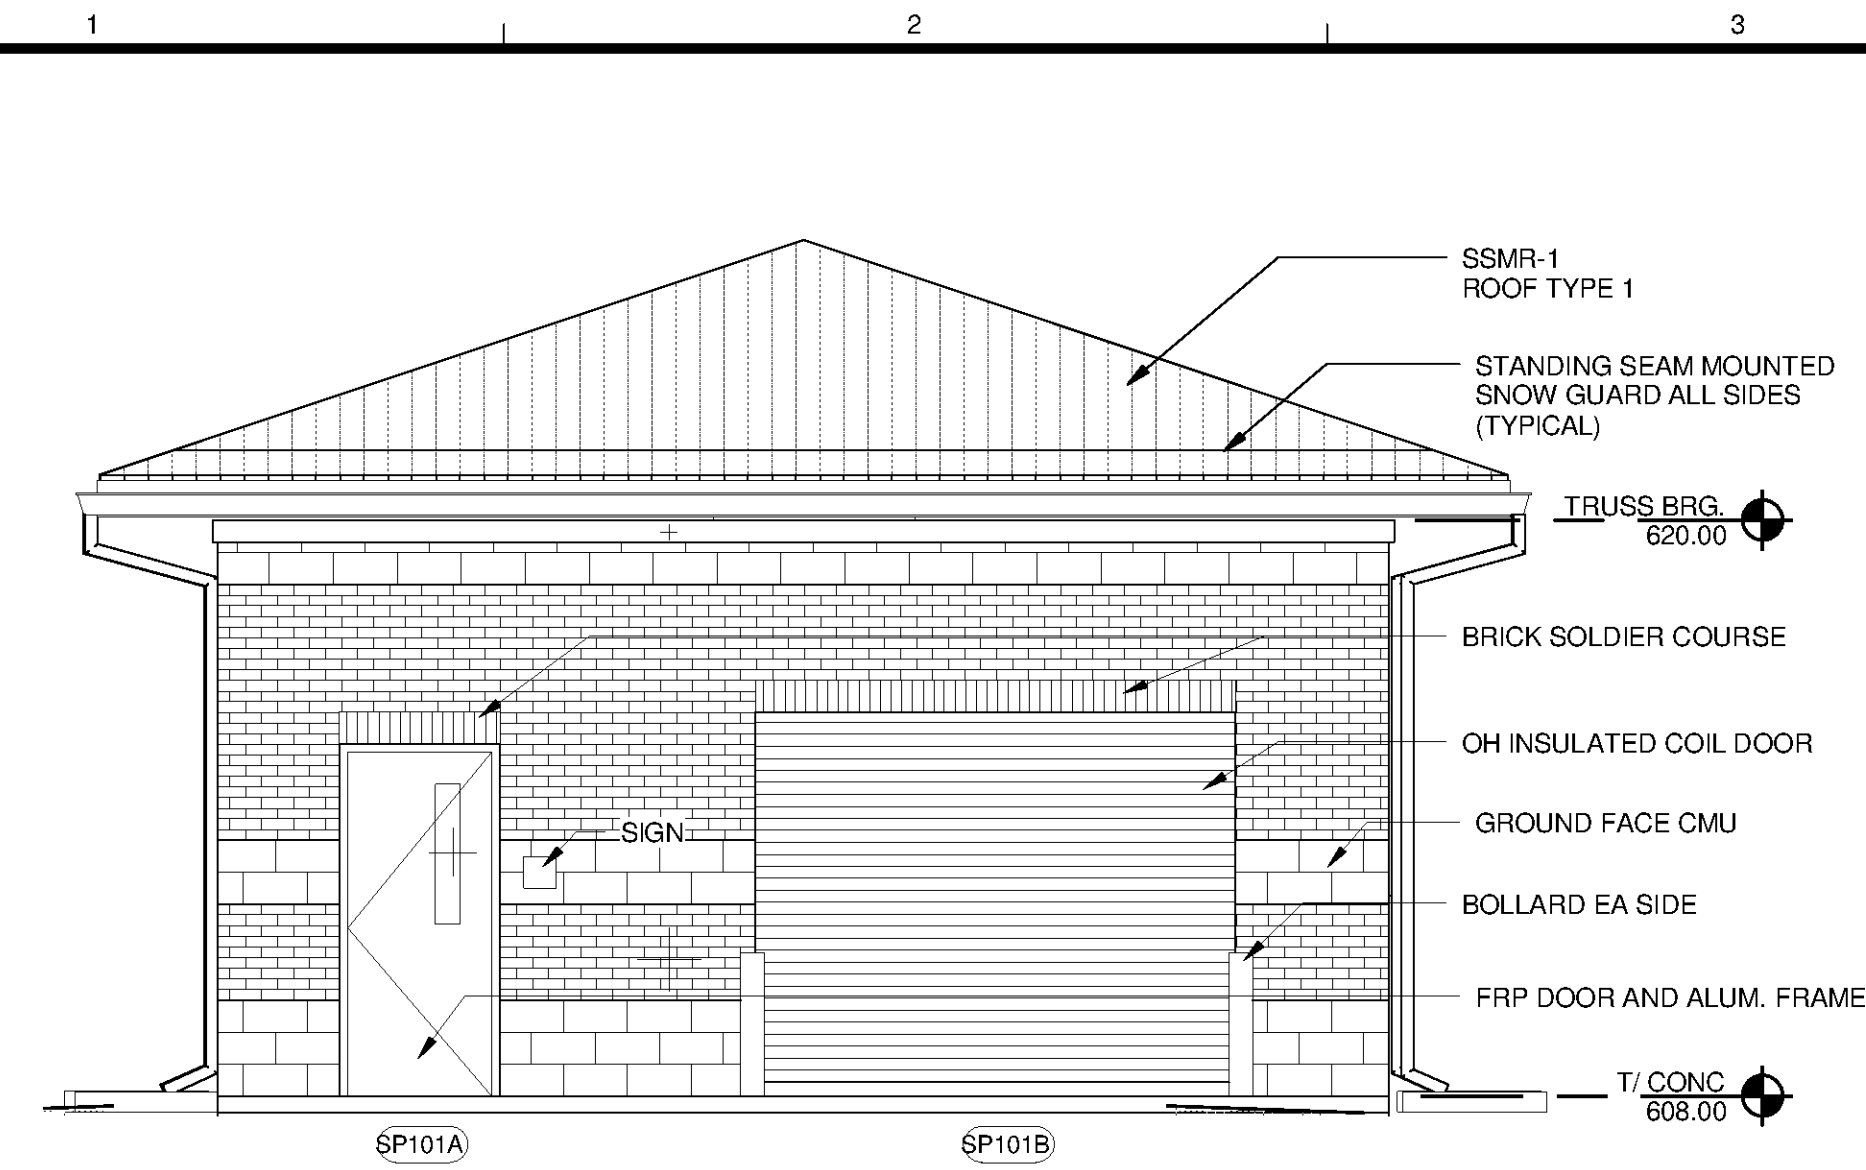 1 2 3
SSMR-1
ROOF TYPE 1
STANDING SEAM MOUNTED
SNOW GUARD ALL SIDES
(TYPICAL)
TRUSS BRG.
620.00
BRICK SOLDIER COURSE
OH INSULATED COIL DOOR
SIGN
GROUND FACE CMU
BOLLARD EA SIDE
FRP DOOR AND ALUM. FRAME
T/ CONC
608.00
SP101A SP101B